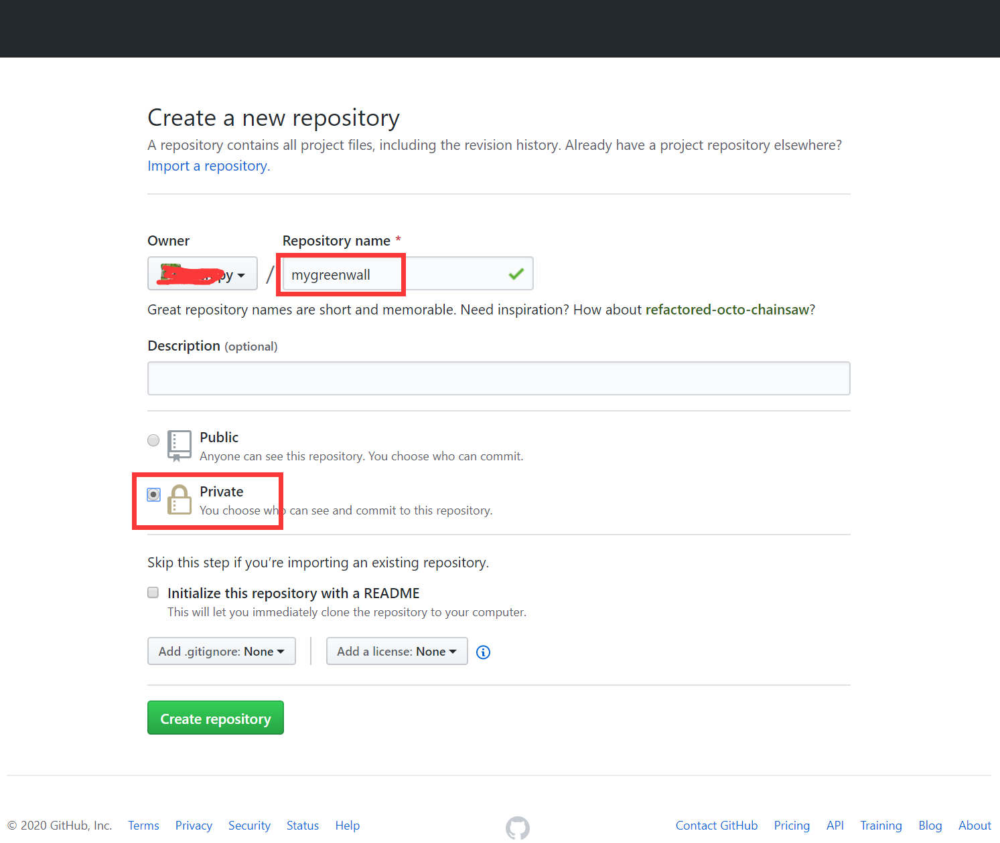 Create a new repository
A repository contains all project files, including the revision history. Already have a project repository elsewhere?
Import a repository.
Owner
Repository name *
/
mygreenwall
Great repository names are short and memorable. Need inspiration? How about refactored-octo-chainsaw?
Description (optional)
Public
Anyone can see this repository. You choose who can commit.
Private
You choose who can see and commit to this repository.
Skip this step if you’re importing an existing repository.
Initialize this repository with a README
This will let you immediately clone the repository to your computer.
Add .gitignore: None
Add a license: None
Create repository
© 2020 GitHub, Inc. Terms Privacy Security Status Help Contact GitHub Pricing API Training Blog About